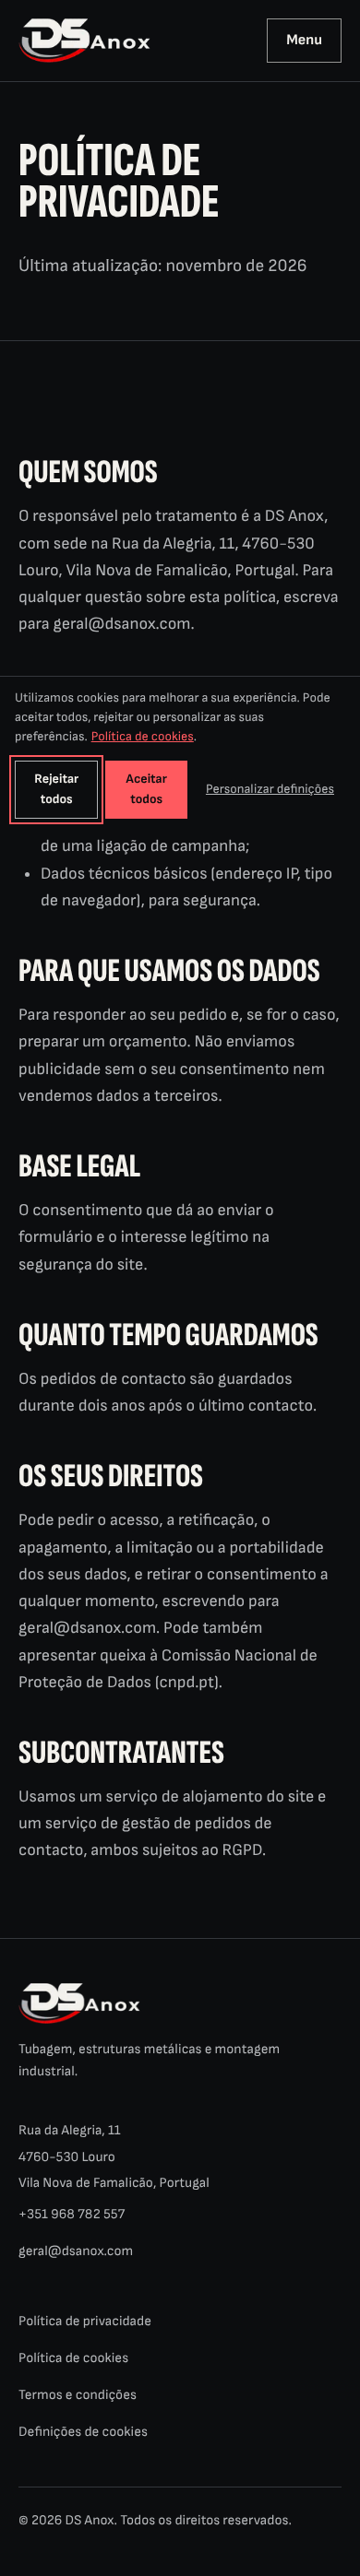 DS Anox
Menu
POLÍTICA DE
PRIVACIDADE
Última atualização: novembro de 2026
QUEM SOMOS
O responsável pelo tratamento é a DS Anox,
com sede na Rua da Alegria, 11, 4760-530
Louro, Vila Nova de Famalicão, Portugal. Para
qualquer questão sobre esta política, escreva
para geral@dsanox.com.
Utilizamos cookies para melhorar a sua experiência. Pode
aceitar todos, rejeitar ou personalizar as suas
preferências. Política de cookies.
Rejeitar
todos
Aceitar
todos
Personalizar definições
de uma ligação de campanha;
• Dados técnicos básicos (endereço IP, tipo
de navegador), para segurança.
PARA QUE USAMOS OS DADOS
Para responder ao seu pedido e, se for o caso,
preparar um orçamento. Não enviamos
publicidade sem o seu consentimento nem
vendemos dados a terceiros.
BASE LEGAL
O consentimento que dá ao enviar o
formulário e o interesse legítimo na
segurança do site.
QUANTO TEMPO GUARDAMOS
Os pedidos de contacto são guardados
durante dois anos após o último contacto.
OS SEUS DIREITOS
Pode pedir o acesso, a retificação, o
apagamento, a limitação ou a portabilidade
dos seus dados, e retirar o consentimento a
qualquer momento, escrevendo para
geral@dsanox.com. Pode também
apresentar queixa à Comissão Nacional de
Proteção de Dados (cnpd.pt).
SUBCONTRATANTES
Usamos um serviço de alojamento do site e
um serviço de gestão de pedidos de
contacto, ambos sujeitos ao RGPD.
DS Anox
Tubagem, estruturas metálicas e montagem
industrial.
Rua da Alegria, 11
4760-530 Louro
Vila Nova de Famalicão, Portugal
+351 968 782 557
geral@dsanox.com
Política de privacidade
Política de cookies
Termos e condições
Definições de cookies
© 2026 DS Anox. Todos os direitos reservados.